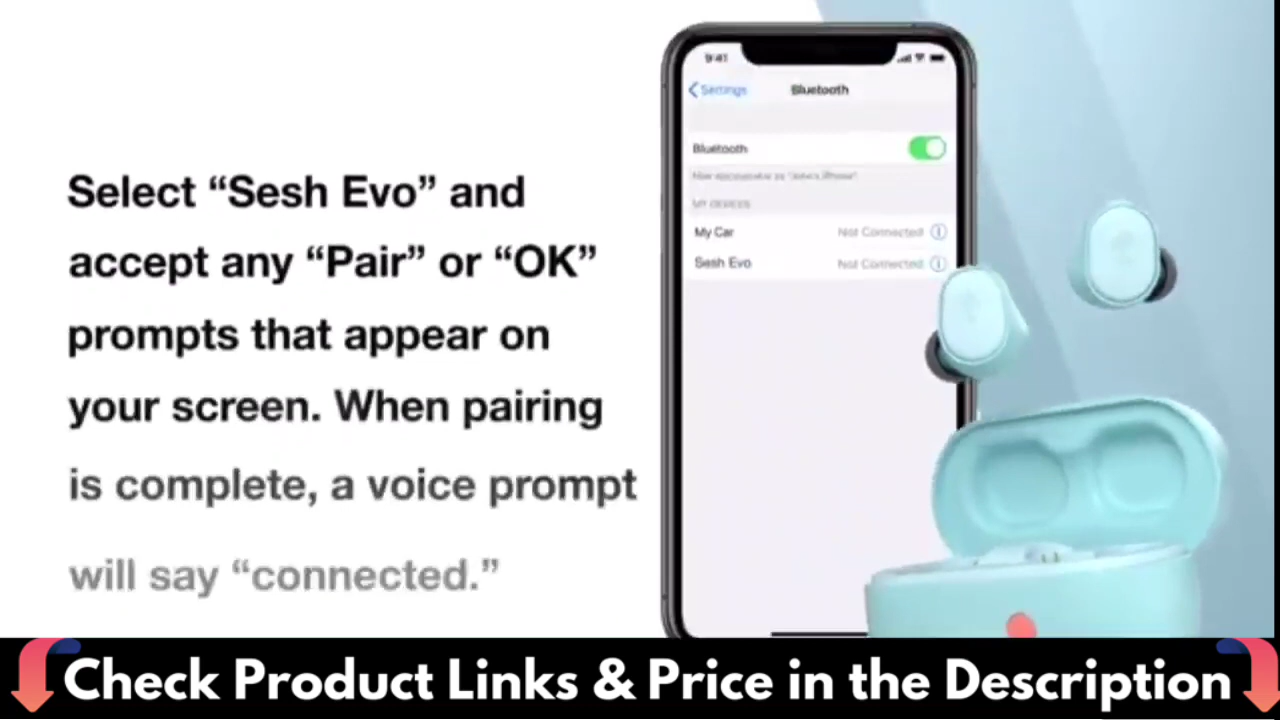 Select “Sesh Evo” and
accept any “Pair” or “OK”
prompts that appear on
your screen. When pairing
is complete, a voice prompt
will say “connected.”
9:41
Settings
Bluetooth
Bluetooth
MY DEVICES
My Car Not Connected
Sesh Evo Not Connected
Check Product Links & Price in the Description